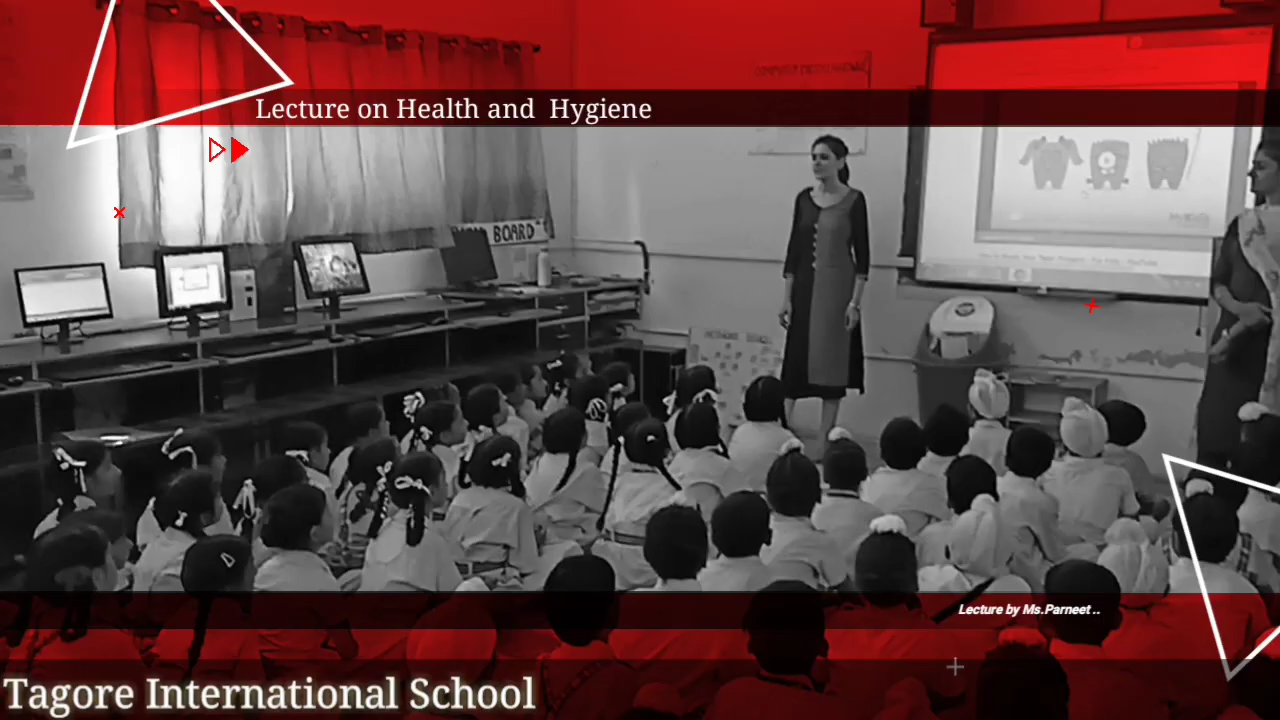 Lecture on Health and  Hygiene
BOARD"
Lecture by Ms.Parneet ..
Tagore International School